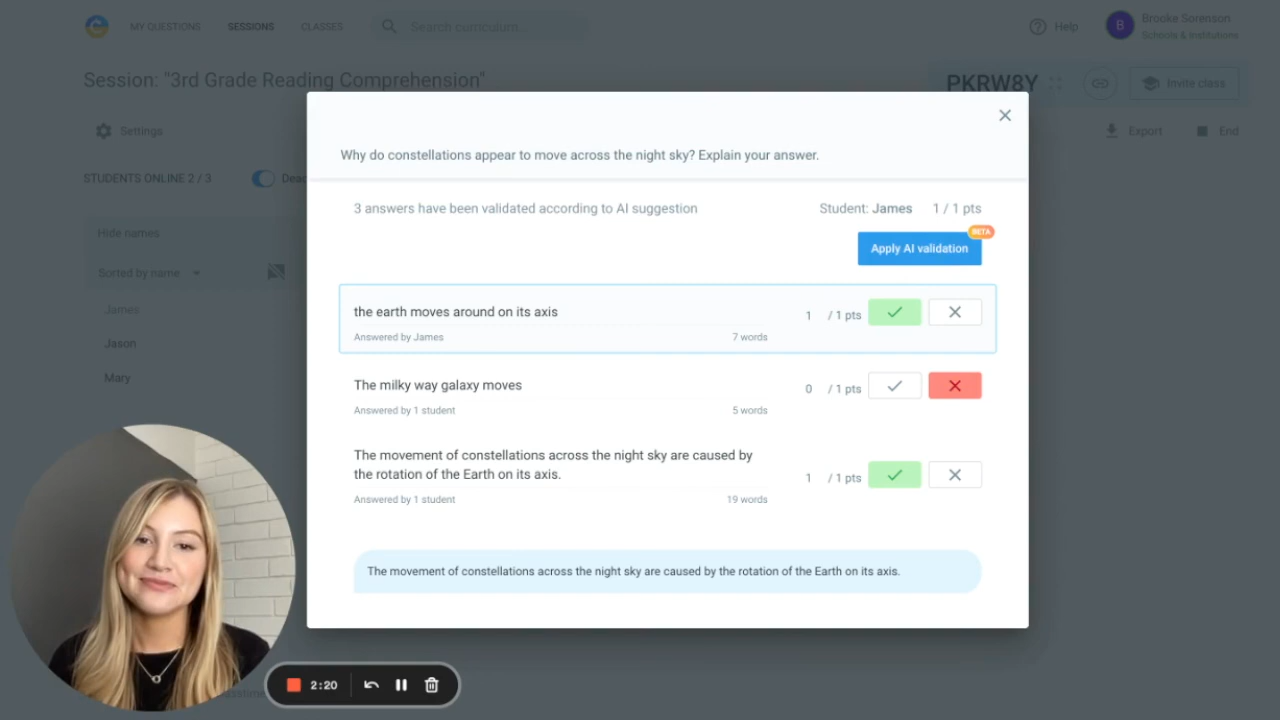 MY QUESTIONS SESSIONS CLASSES Search curriculum... Help B Brooke Sorenson
Schools & Institutions
Session: "3rd Grade Reading Comprehension" PKRW8Y Invite class
Settings Export End
STUDENTS ONLINE 2 / 3
Hide names
Sorted by name
James
Jason
Mary
Why do constellations appear to move across the night sky? Explain your answer.
3 answers have been validated according to AI suggestion Student: James 1 / 1 pts
BETA
Apply AI validation
the earth moves around on its axis
1 / 1 pts
Answered by James 7 words
The milky way galaxy moves
0 / 1 pts
Answered by 1 student 5 words
The movement of constellations across the night sky are caused by
the rotation of the Earth on its axis.
1 / 1 pts
Answered by 1 student 19 words
The movement of constellations across the night sky are caused by the rotation of the Earth on its axis.
2:20